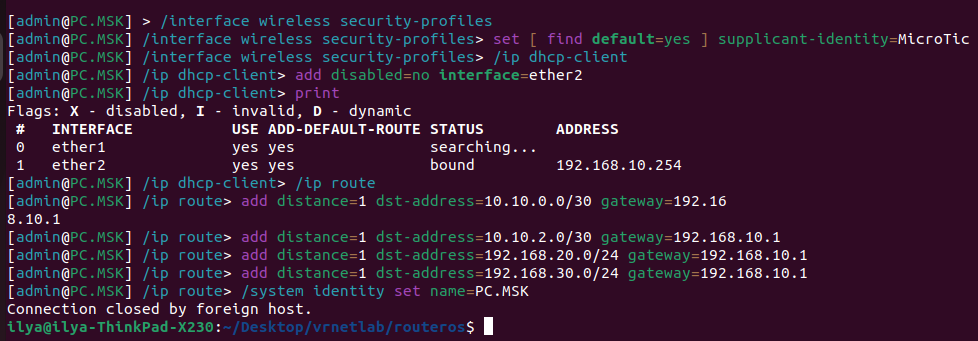 [admin@PC.MSK] > /interface wireless security-profiles
[admin@PC.MSK] /interface wireless security-profiles> set [ find default=yes ] supplicant-identity=MicroTic
[admin@PC.MSK] /interface wireless security-profiles> /ip dhcp-client
[admin@PC.MSK] /ip dhcp-client> add disabled=no interface=ether2
[admin@PC.MSK] /ip dhcp-client> print
Flags: X - disabled, I - invalid, D - dynamic
 #   INTERFACE           USE ADD-DEFAULT-ROUTE STATUS        ADDRESS
 0   ether1              yes yes               searching...
 1   ether2              yes yes               bound         192.168.10.254
[admin@PC.MSK] /ip dhcp-client> /ip route
[admin@PC.MSK] /ip route> add distance=1 dst-address=10.10.0.0/30 gateway=192.16
8.10.1
[admin@PC.MSK] /ip route> add distance=1 dst-address=10.10.2.0/30 gateway=192.168.10.1
[admin@PC.MSK] /ip route> add distance=1 dst-address=192.168.20.0/24 gateway=192.168.10.1
[admin@PC.MSK] /ip route> add distance=1 dst-address=192.168.30.0/24 gateway=192.168.10.1
[admin@PC.MSK] /ip route> /system identity set name=PC.MSK
Connection closed by foreign host.
ilya@ilya-ThinkPad-X230:~/Desktop/vrnetlab/routeros$